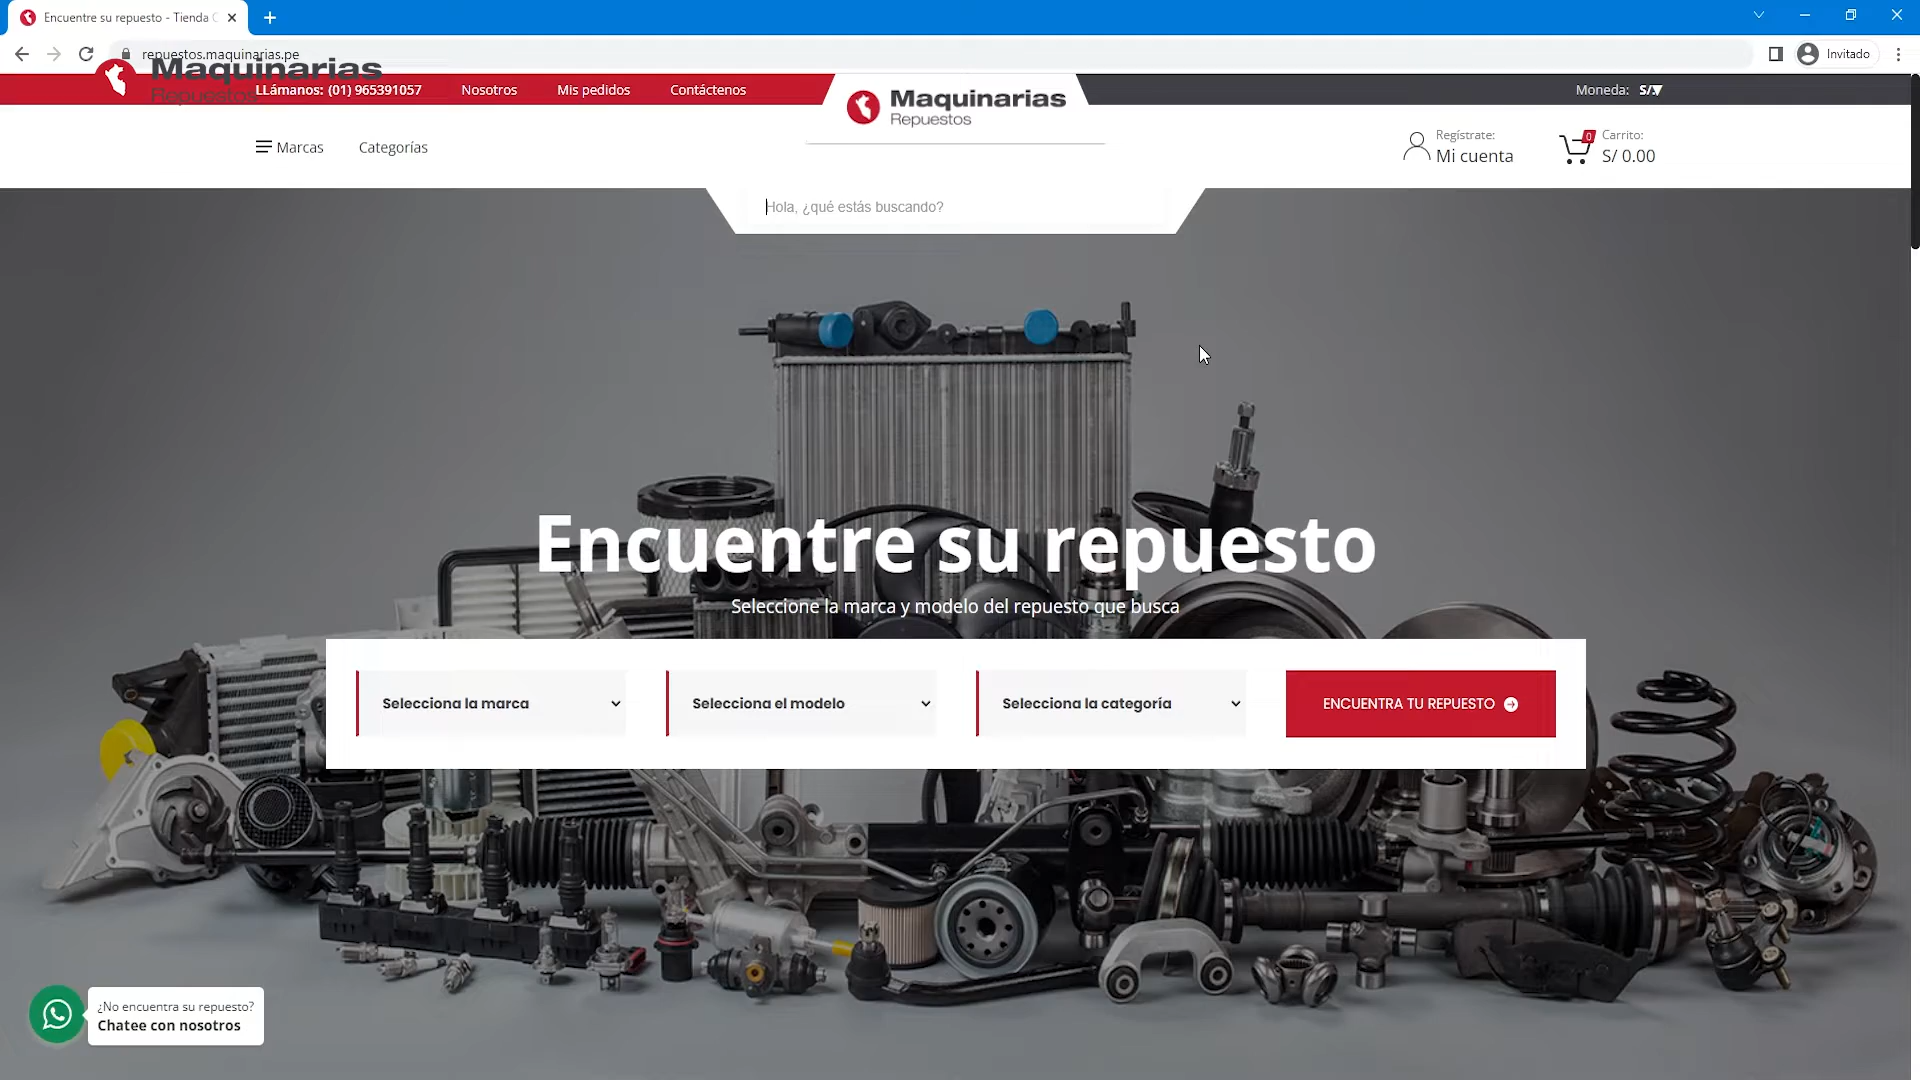 Encuentre su repuesto - Tienda
repuestos.maquinarias.pe
Invitado
Maquinarias
Repuestos
LLámanos: (01) 965391057
Nosotros
Mis pedidos
Contáctenos
Maquinarias
Repuestos
Moneda: S/.
Marcas
Categorías
Regístrate:
Mi cuenta
0
Carrito:
S/ 0.00
Hola, ¿qué estás buscando?
Encuentre su repuesto
Seleccione la marca y modelo del repuesto que busca
Selecciona la marca
Selecciona el modelo
Selecciona la categoría
ENCUENTRA TU REPUESTO
¿No encuentra su repuesto?
Chatee con nosotros